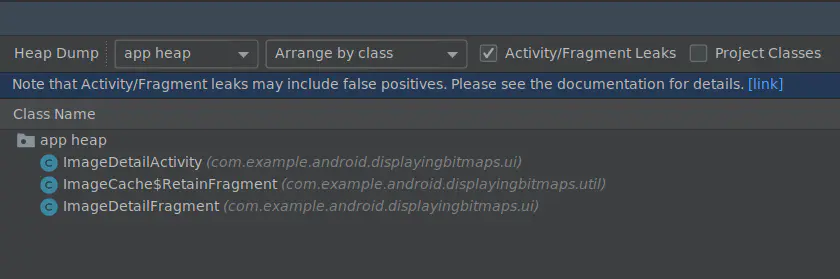 Heap Dump app heap Arrange by class Activity/Fragment Leaks Project Classes
Note that Activity/Fragment leaks may include false positives. Please see the documentation for details. [link]
Class Name
app heap
C ImageDetailActivity (com.example.android.displayingbitmaps.ui)
C ImageCache$RetainFragment (com.example.android.displayingbitmaps.util)
C ImageDetailFragment (com.example.android.displayingbitmaps.ui)